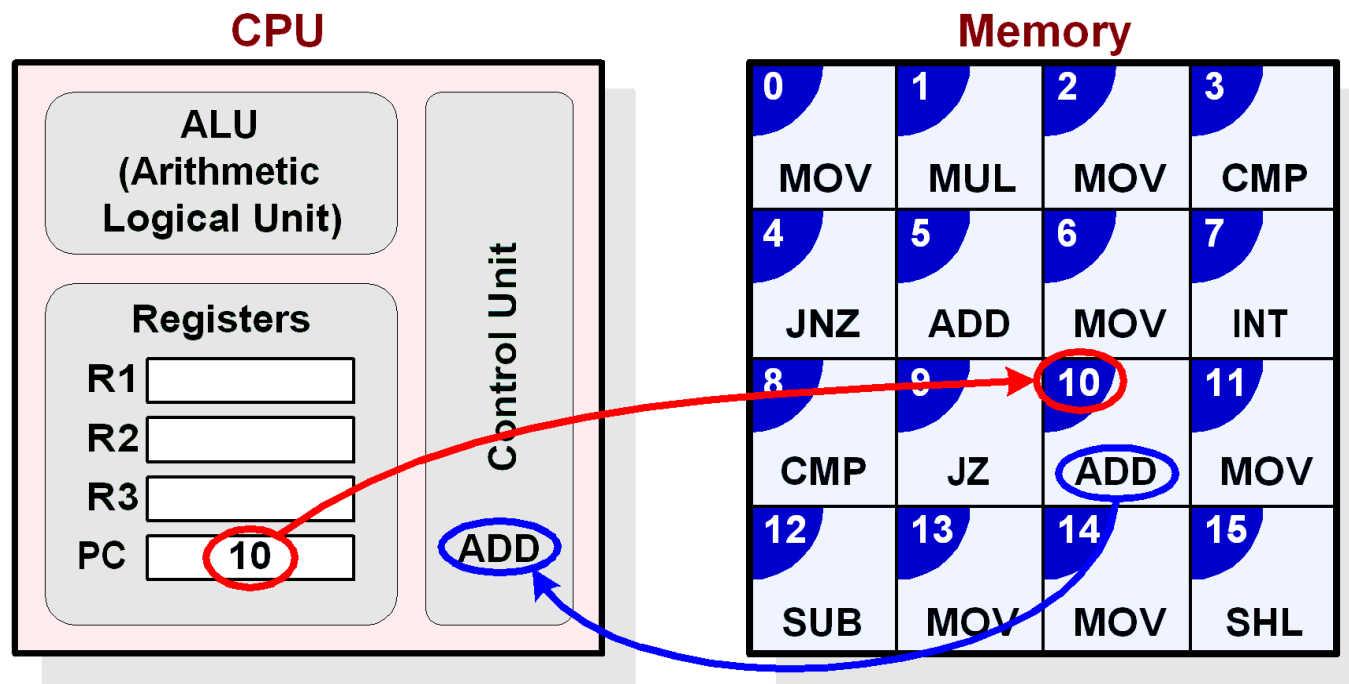 CPU
ALU
(Arithmetic
Logical Unit)
Registers
R1
R2
R3
PC 10
Control Unit
ADD
Memory
0 1 2 3
MOV MUL MOV CMP
4 5 6 7
JNZ ADD MOV INT
8 9 10 11
CMP JZ ADD MOV
12 13 14 15
SUB MOV MOV SHL